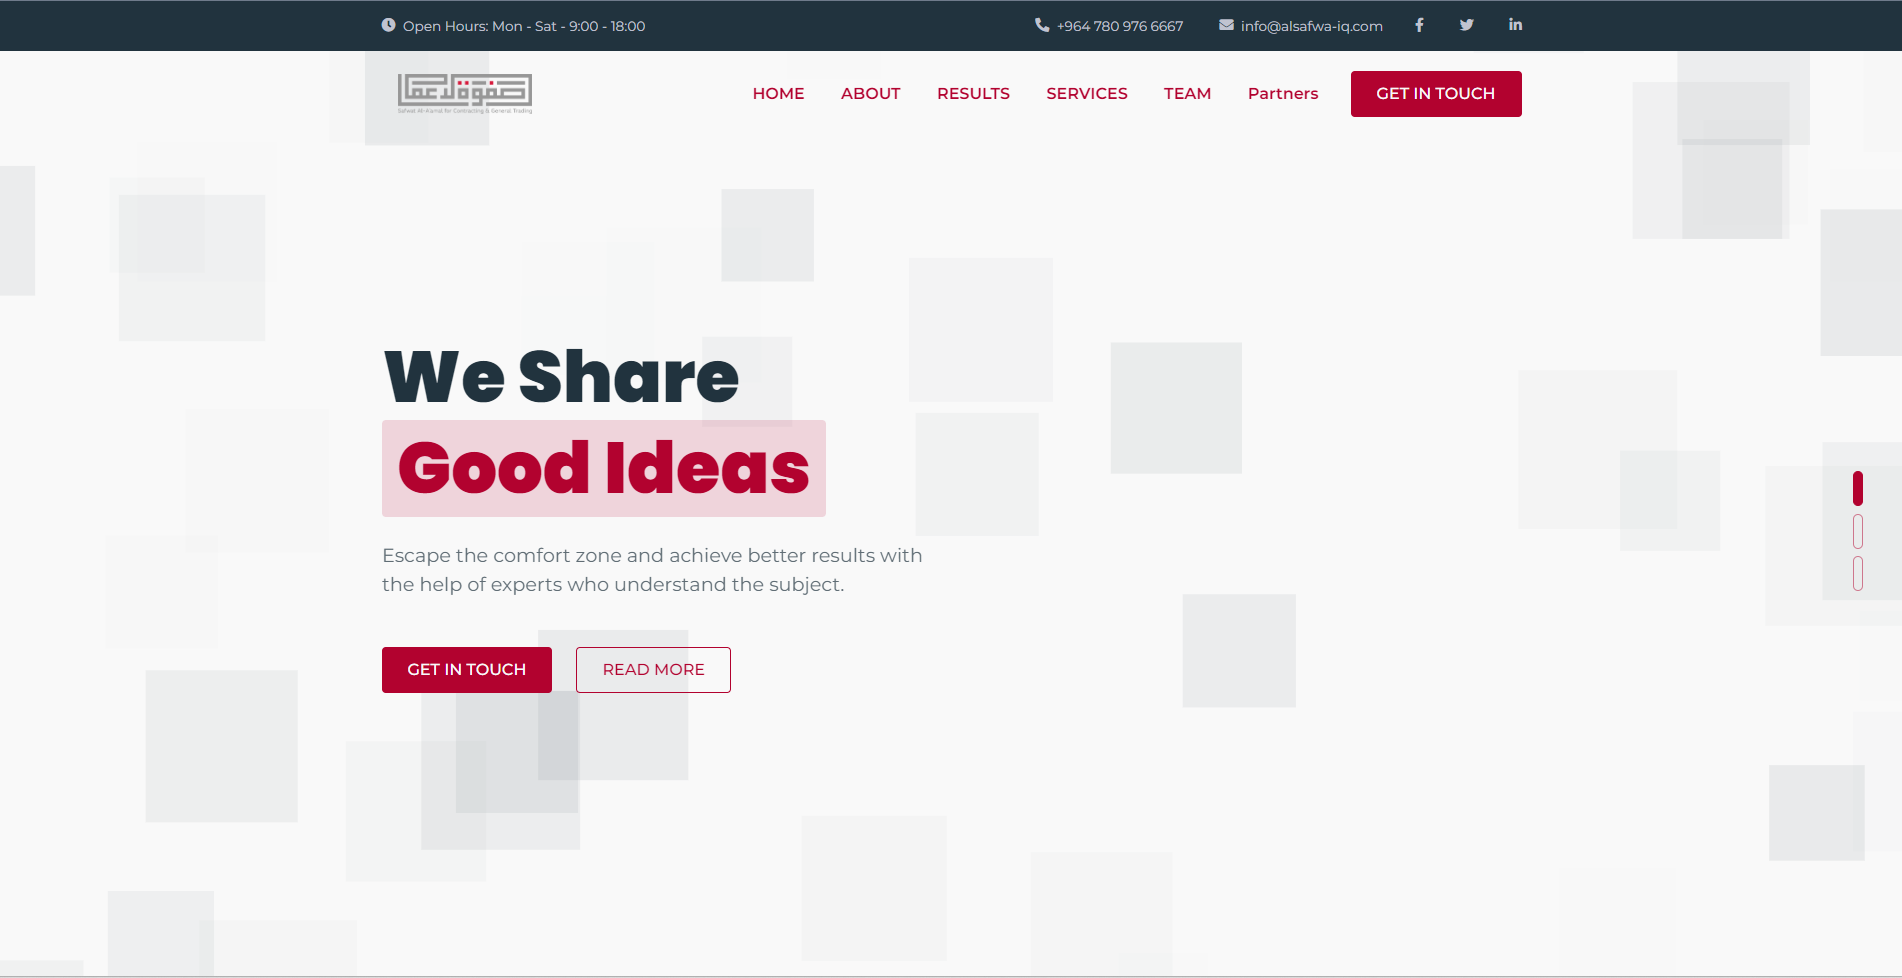 Open Hours: Mon - Sat - 9:00 - 18:00
+964 780 976 6667
info@alsafwa-iq.com
صفوة لاعمال
Safwat Al-Aamal for Contracting & General Trading
HOME
ABOUT
RESULTS
SERVICES
TEAM
Partners
GET IN TOUCH
We Share
Good Ideas
Escape the comfort zone and achieve better results with
the help of experts who understand the subject.
GET IN TOUCH
READ MORE